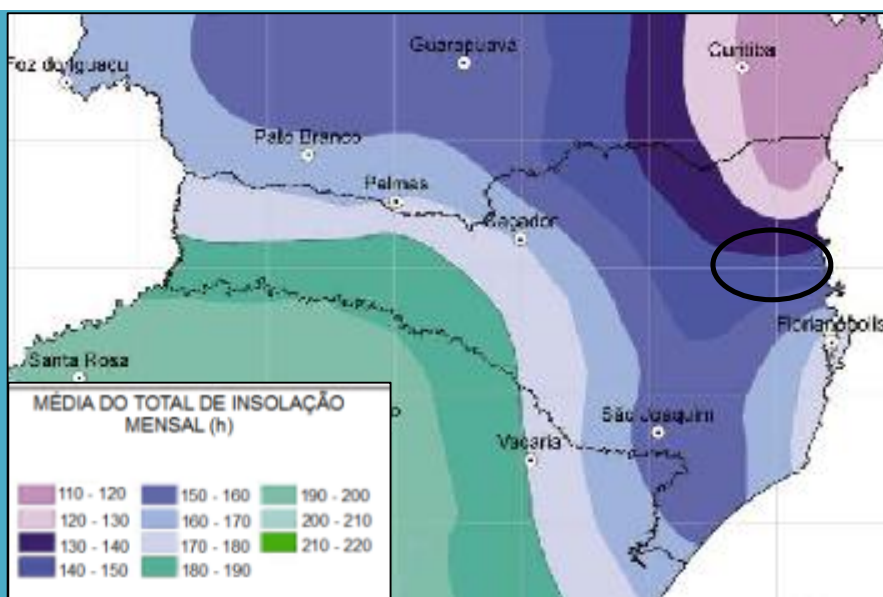 Guarapuava
Curitiba
Foz do Iguaçu
Pato Branco
Palmas
Caçador
Florianópolis
Santa Rosa
São Joaquim
Vacaria
MÉDIA DO TOTAL DE INSOLAÇÃO
MENSAL (h)
110 - 120
150 - 160
190 - 200
120 - 130
160 - 170
200 - 210
130 - 140
170 - 180
210 - 220
140 - 150
180 - 190